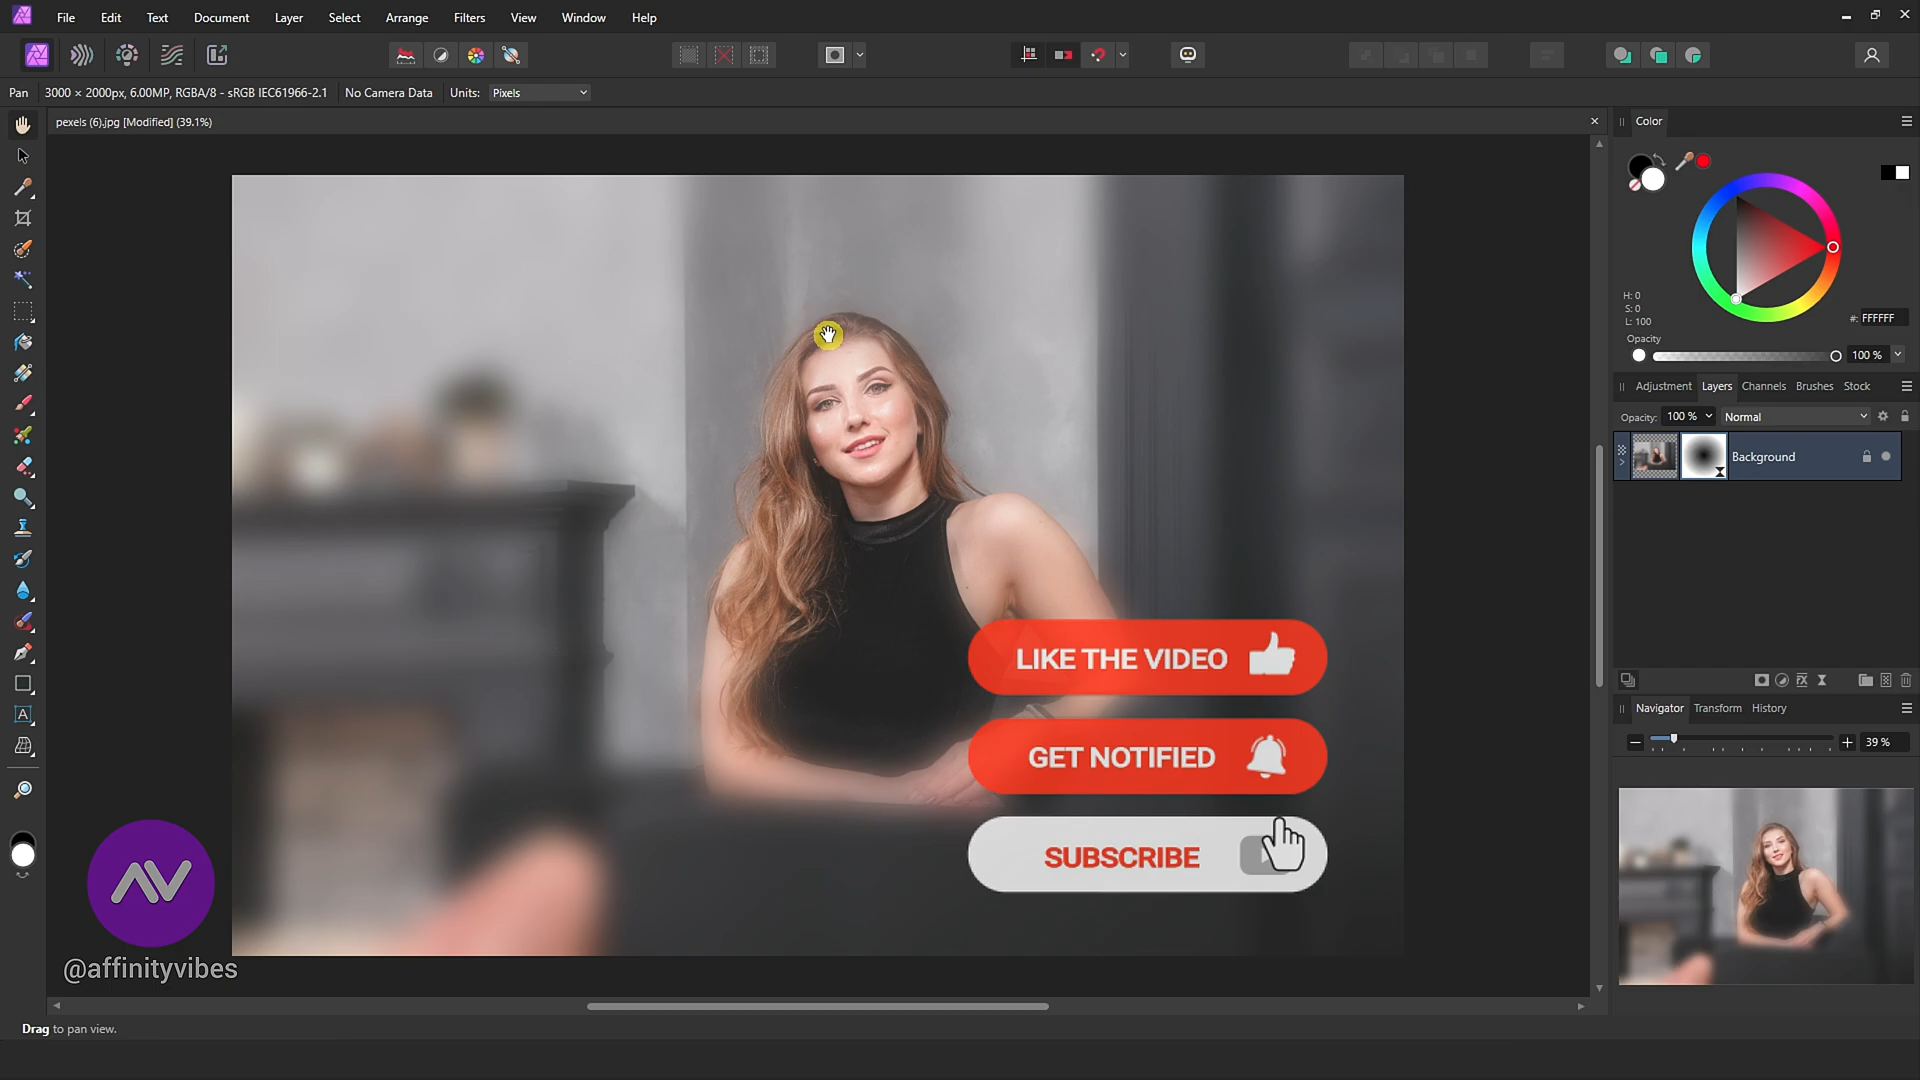 File Edit Text Document Layer Select Arrange Filters View Window Help
Pan 3000 × 2000px, 6.00MP, RGBA/8 - sRGB IEC61966-2.1 No Camera Data Units: Pixels
pexels (6).jpg [Modified] (39.1%)
Color
H: 0
S: 0
L: 100
#: FFFFFF
Opacity
100 %
Adjustment Layers Channels Brushes Stock
Opacity: 100 % Normal
Background
LIKE THE VIDEO
GET NOTIFIED
SUBSCRIBE
Navigator Transform History
39 %
@affinityvibes
Drag to pan view.